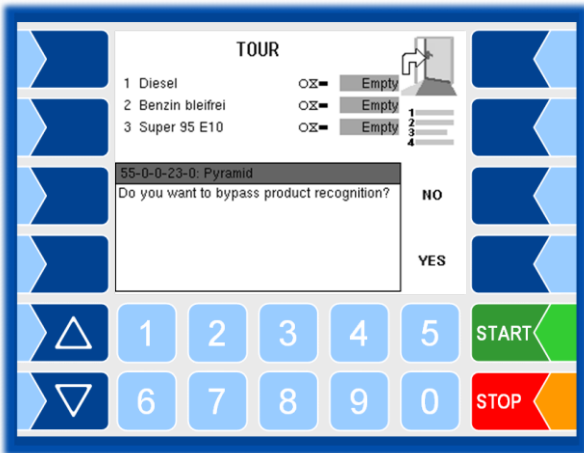 TOUR
1 Diesel Empty
2 Benzin bleifrei Empty
3 Super 95 E10 Empty
1
2
3
4
55-0-0-23-0: Pyramid
Do you want to bypass product recognition?
NO
YES
1 2 3 4 5 START
6 7 8 9 0 STOP